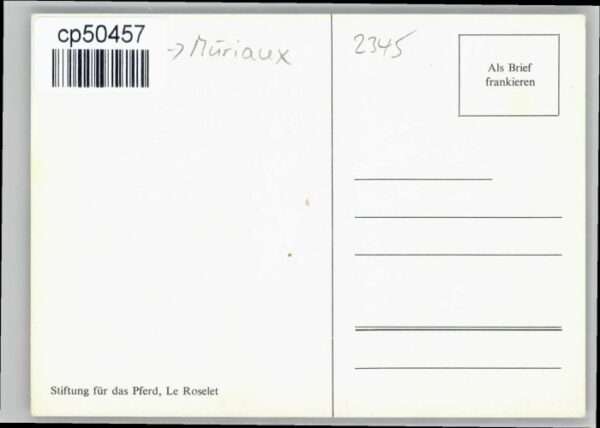 cp50457
→ Muriaux
2345
Als Brief
frankieren
Stiftung für das Pferd, Le Roselet